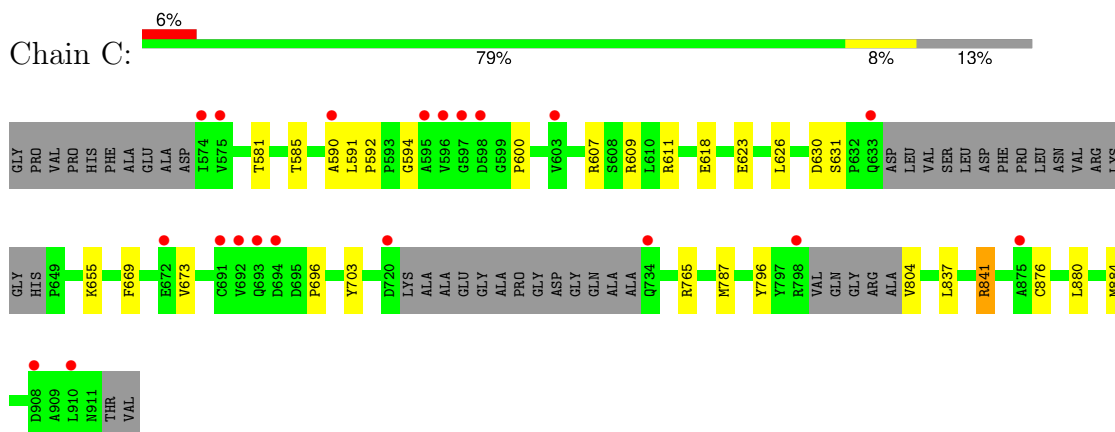 6%
Chain C:
79% 8% 13%
GLY PRO VAL PRO HIS PHE ALA GLU ALA ASP I574 V575 T581 T585 A590 L591 P592 P593 G594 A595 V596 G597 D598 G599 P600 V603 R607 S608 R609 L610 R611 E618 E623 L626 D630 S631 P632 Q633 ASP LEU VAL SER LEU ASP PHE PRO LEU ASN VAL ARG LYS
GLY HIS P649 K655 F669 E672 V673 C691 V692 Q693 D694 D695 P696 Y703 D720 LYS ALA ALA GLU GLY ALA PRO GLY ASP GLY GLN ALA ALA Q734 R765 M787 Y796 Y797 R798 VAL GLN GLY ARG ALA V804 L837 R841 A875 C876 L880 M884
D908 A909 L910 N911 THR VAL